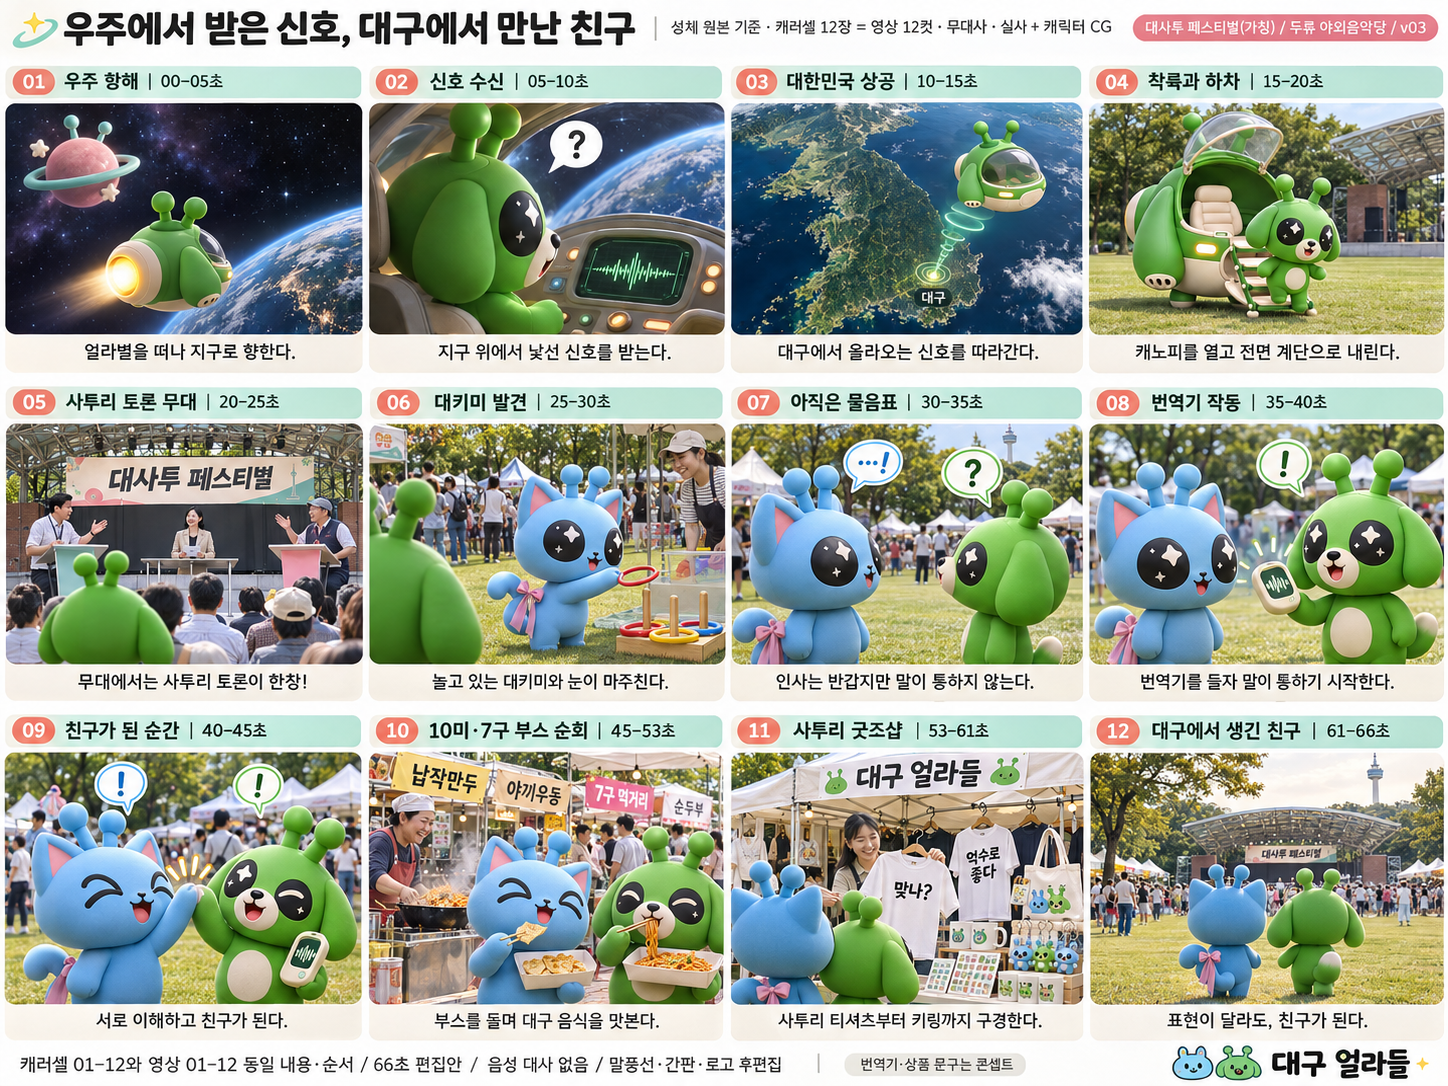 우주에서 받은 신호, 대구에서 만난 친구
성체 원본 기준 · 캐러셀 12장 = 영상 12컷 · 무대사 · 실사 + 캐릭터 CG
대사투 페스티벌(가칭) / 두류 야외음악당 / v03
01 우주 항해 | 00–05초
얼라별을 떠나 지구로 향한다.
02 신호 수신 | 05–10초
?
지구 위에서 낯선 신호를 받는다.
03 대한민국 상공 | 10–15초
대구
대구에서 올라오는 신호를 따라간다.
04 착륙과 하차 | 15–20초
캐노피를 열고 전면 계단으로 내린다.
05 사투리 토론 무대 | 20–25초
대사투 페스티벌
무대에서는 사투리 토론이 한창!
06 대키미 발견 | 25–30초
놀고 있는 대키미와 눈이 마주친다.
07 아직은 물음표 | 30–35초
...!
?
인사는 반갑지만 말이 통하지 않는다.
08 번역기 작동 | 35–40초
!
번역기를 들자 말이 통하기 시작한다.
09 친구가 된 순간 | 40–45초
!
!
서로 이해하고 친구가 된다.
10 10미·7구 부스 순회 | 45–53초
납작만두
야끼우동
7구 먹거리
순두부
부스를 돌며 대구 음식을 맛본다.
11 사투리 굿즈샵 | 53–61초
대구 얼라들
맞나?
억수로
좋다
사투리 티셔츠부터 키링까지 구경한다.
12 대구에서 생긴 친구 | 61–66초
대사투 페스티벌
표현이 달라도, 친구가 된다.
캐러셀 01–12와 영상 01–12 동일 내용·순서 / 66초 편집안 / 음성 대사 없음 / 말풍선·간판·로고 후편집
번역기·상품 문구는 콘셉트
대구 얼라들